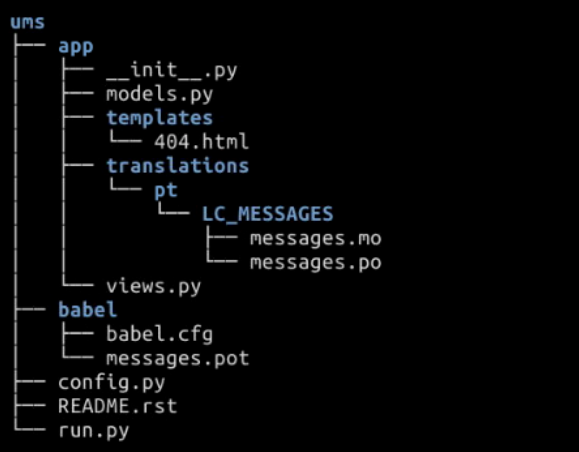 ums
├── app
│   ├── __init__.py
│   ├── models.py
│   ├── templates
│   │   └── 404.html
│   ├── translations
│   │   └── pt
│   │       └── LC_MESSAGES
│   │           ├── messages.mo
│   │           └── messages.po
│   └── views.py
├── babel
│   ├── babel.cfg
│   └── messages.pot
├── config.py
├── README.rst
└── run.py